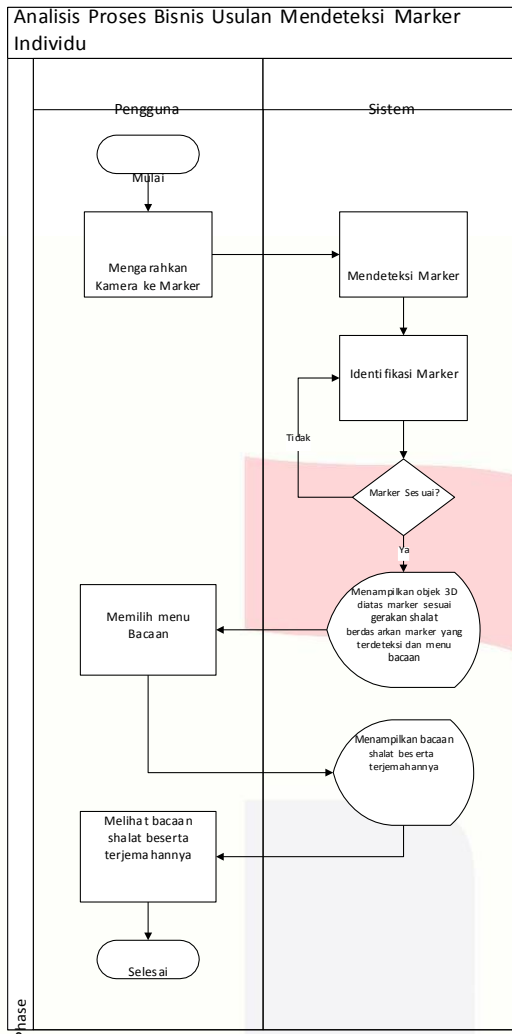 Analisis Proses Bisnis Usulan Mendeteksi Marker
Individu
Pengguna
Sistem
Mulai
Mengarahkan
Kamera ke Marker
Mendeteksi Marker
Identifikasi Marker
Tidak
Marker Sesuai?
Ya
Menampilkan objek 3D
diatas marker sesuai
gerakan shalat
berdasarkan marker yang
terdeteksi dan menu
bacaan
Memilih menu
Bacaan
Menampilkan bacaan
shalat beserta
terjemahannya
Melihat bacaan
shalat beserta
terjemahannya
Selesai
Phase